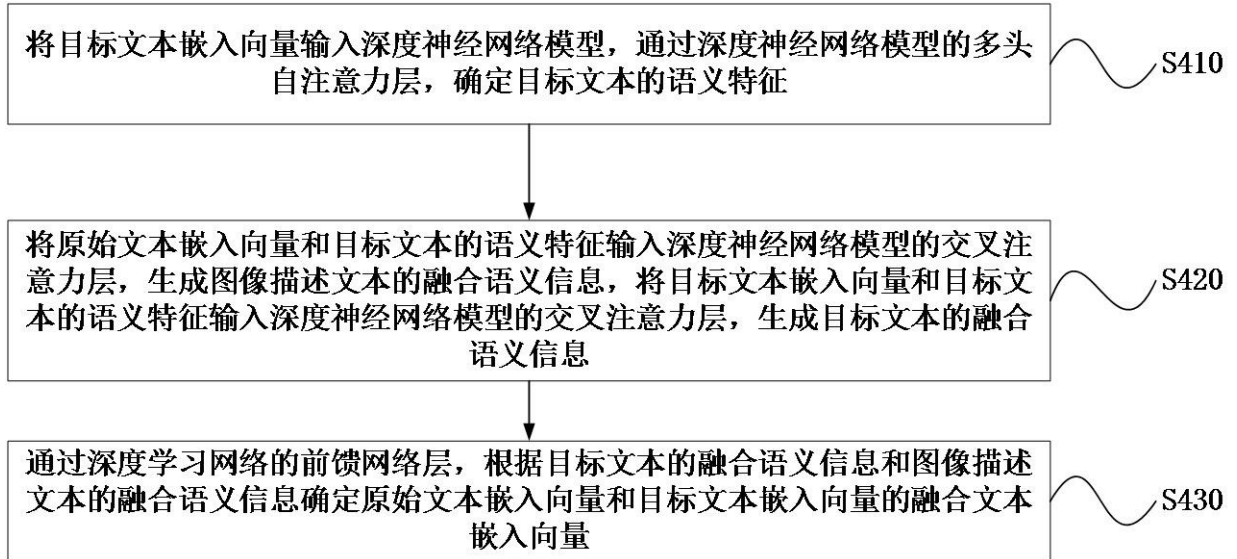 将目标文本嵌入向量输入深度神经网络模型，通过深度神经网络模型的多头
自注意力层，确定目标文本的语义特征
S410
将原始文本嵌入向量和目标文本的语义特征输入深度神经网络模型的交叉注
意力层，生成图像描述文本的融合语义信息，将目标文本嵌入向量和目标文
本的语义特征输入深度神经网络模型的交叉注意力层，生成目标文本的融合
语义信息
S420
通过深度学习网络的前馈网络层，根据目标文本的融合语义信息和图像描述
文本的融合语义信息确定原始文本嵌入向量和目标文本嵌入向量的融合文本
嵌入向量
S430